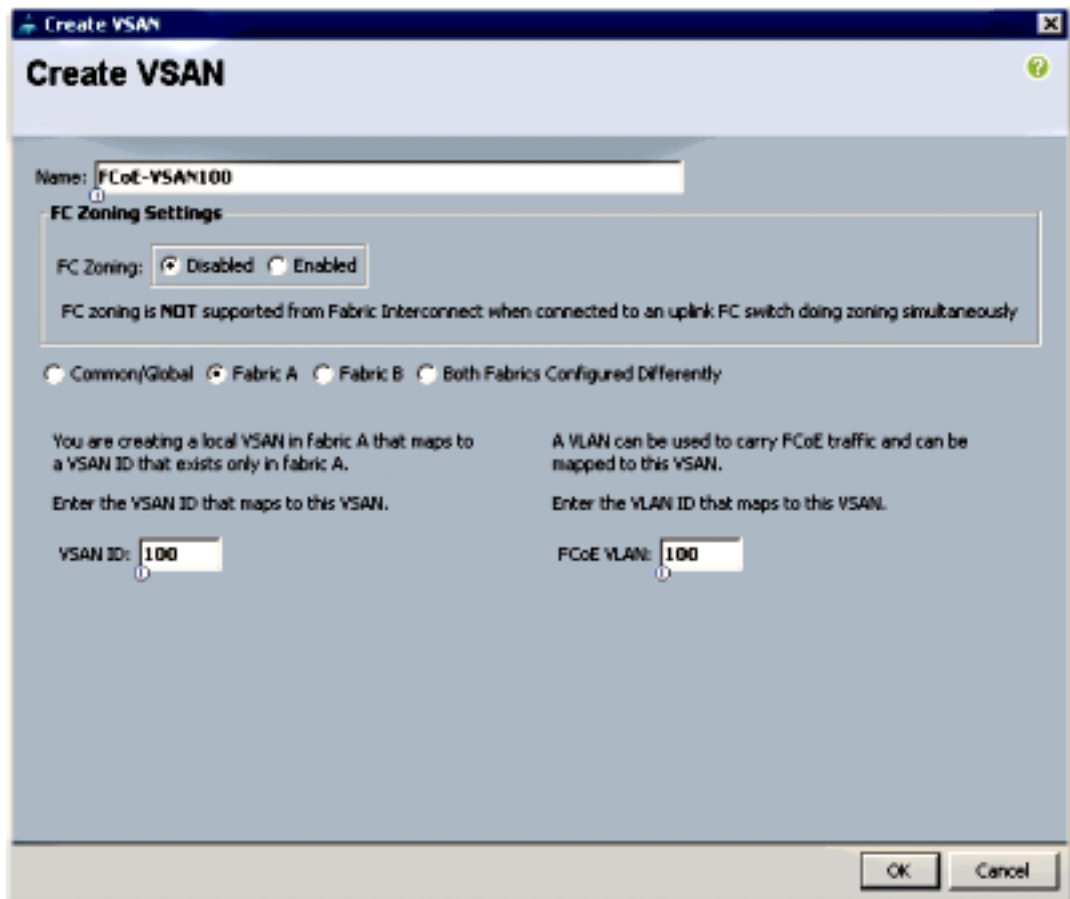 Create VSAN
Create VSAN
Name: FCoE-VSAN100
FC Zoning Settings
FC Zoning: Disabled Enabled
FC zoning is NOT supported from Fabric Interconnect when connected to an uplink FC switch doing zoning simultaneously
Common/Global Fabric A Fabric B Both Fabrics Configured Differently
You are creating a local VSAN in fabric A that maps to
a VSAN ID that exists only in fabric A.
Enter the VSAN ID that maps to this VSAN.
VSAN ID: 100
A VLAN can be used to carry FCoE traffic and can be
mapped to this VSAN.
Enter the VLAN ID that maps to this VSAN.
FCoE VLAN: 100
OK Cancel